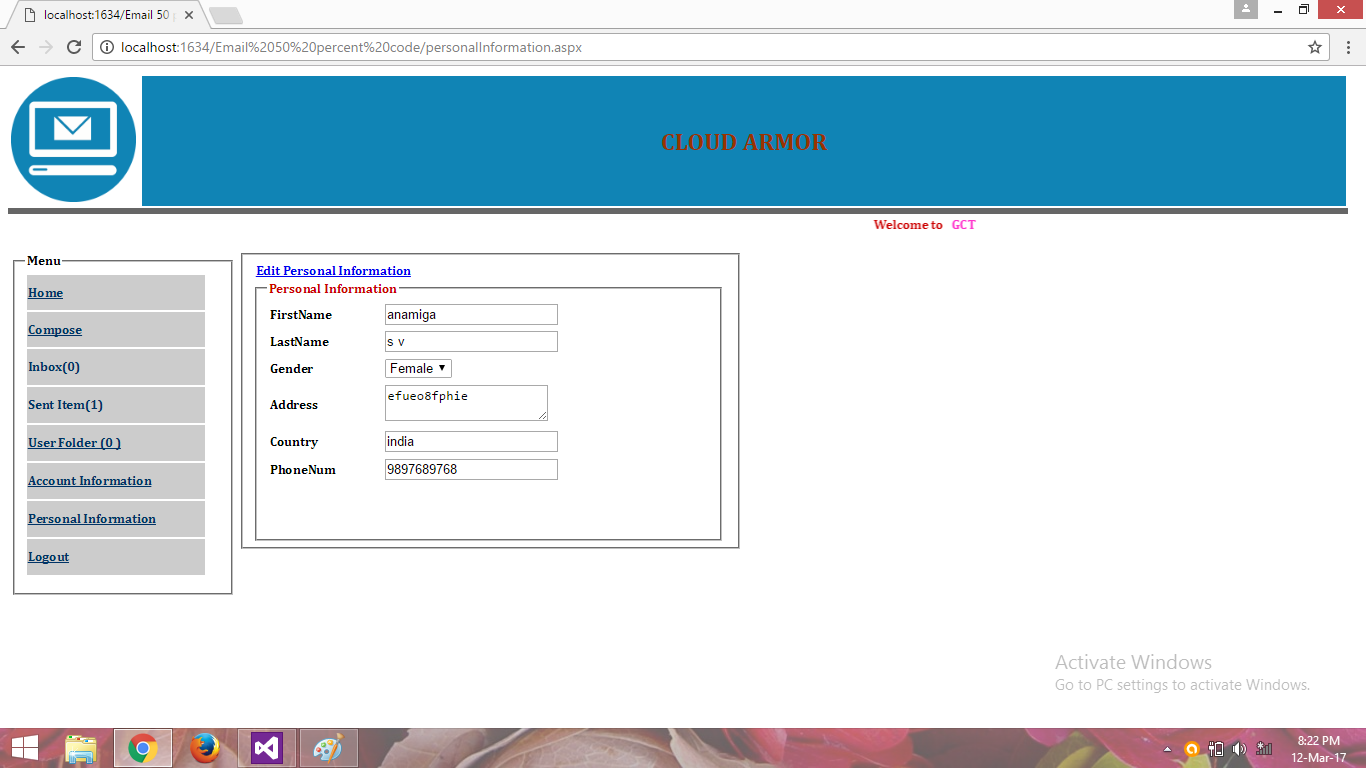 localhost:1634/Email 50
localhost:1634/Email%2050%20percent%20code/personalInformation.aspx
CLOUD ARMOR
Welcome to GCT
Menu
Home
Compose
Inbox(0)
Sent Item(1)
User Folder (0 )
Account Information
Personal Information
Logout
Edit Personal Information
Personal Information
FirstName anamiga
LastName s v
Gender Female
Address efueo8fphie
Country india
PhoneNum 9897689768
Activate Windows
Go to PC settings to activate Windows.
8:22 PM
12-Mar-17